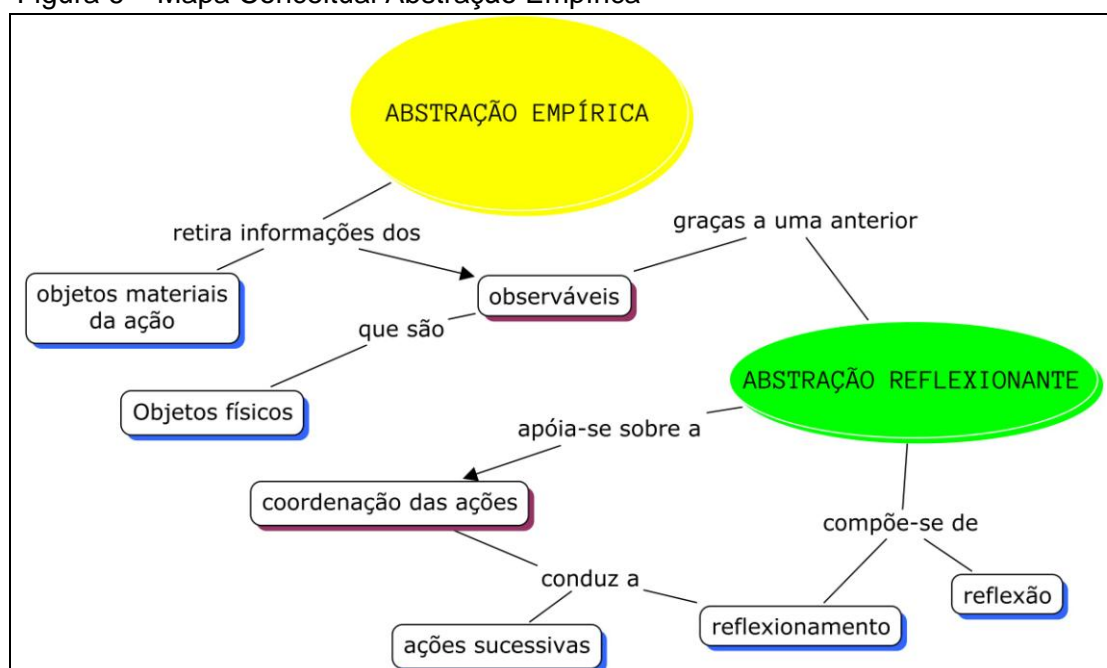 Figura 6 – Mapa Conceitual Abstração Empírica
ABSTRAÇÃO EMPÍRICA
retira informações dos
graças a uma anterior
objetos materiais
da ação
observáveis
que são
Objetos físicos
ABSTRAÇÃO REFLEXIONANTE
apóia-se sobre a
coordenação das ações
compõe-se de
conduz a
reflexão
ações sucessivas
reflexionamento